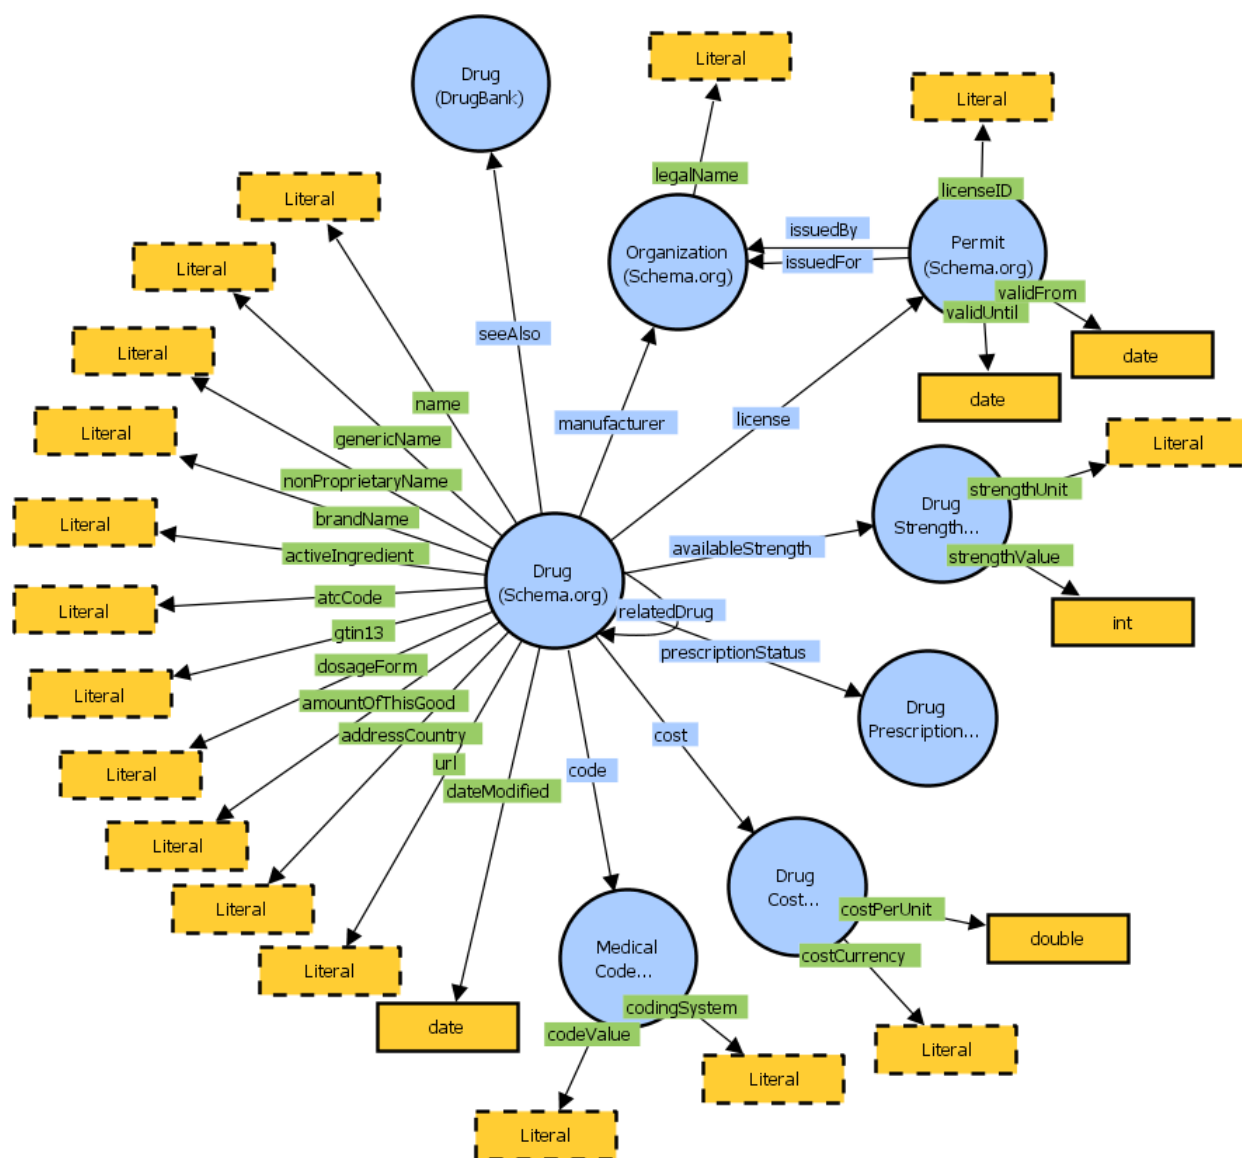 Drug
(DrugBank)
Literal
Literal
legalName
licenseID
Literal
Organization
(Schema.org)
issuedBy
issuedFor
Permit
(Schema.org)
validFrom
validUntil
Literal
Literal
seeAlso
date
date
Literal
name
manufacturer
license
Literal
genericName
nonProprietaryName
brandName
Literal
activeIngredient
Drug
Strength...
strengthUnit
strengthValue
Literal
availableStrength
Drug
(Schema.org)
relatedDrug
prescriptionStatus
int
Literal
atcCode
gtin13
Literal
dosageForm
amountOfThisGood
addressCountry
url
dateModified
Drug
Prescription...
cost
code
Literal
Literal
Literal
Literal
date
Drug
Cost...
costPerUnit
costCurrency
double
Literal
Medical
Code...
codingSystem
codeValue
Literal
Literal